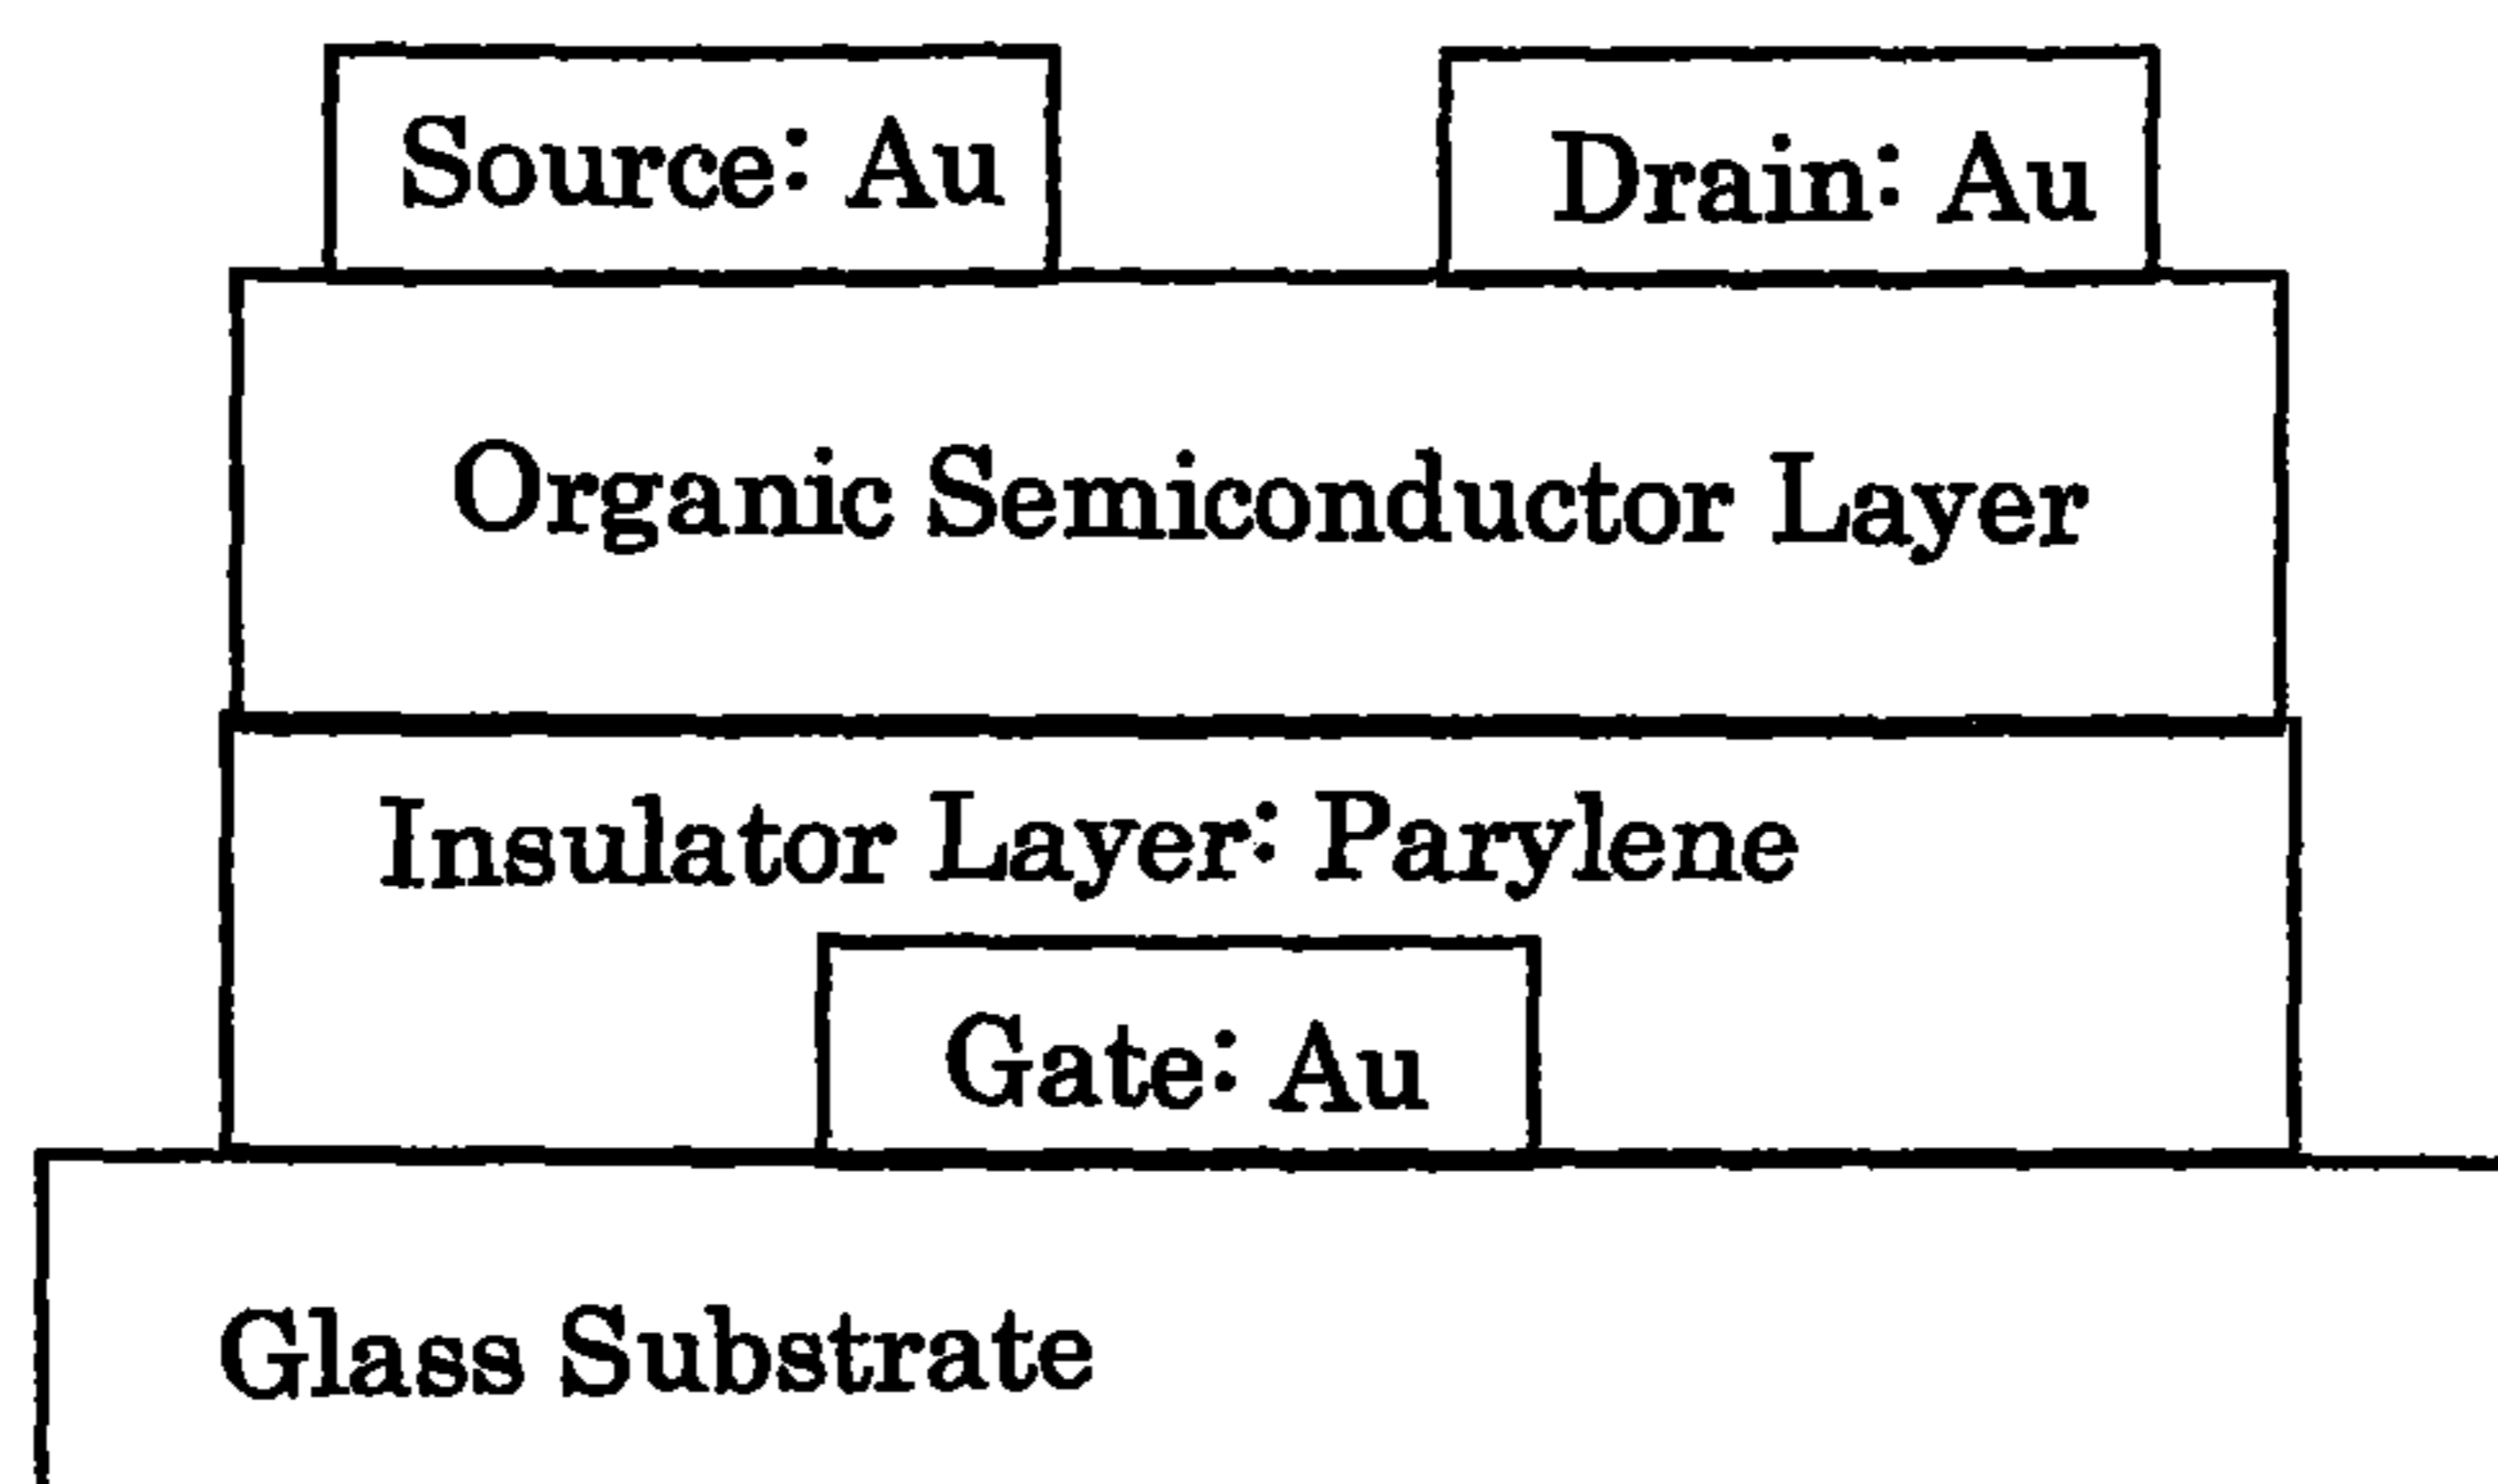 Source: Au
Drain: Au
Organic Semiconductor Layer
Insulator Layer: Parylene
Gate: Au
Glass Substrate